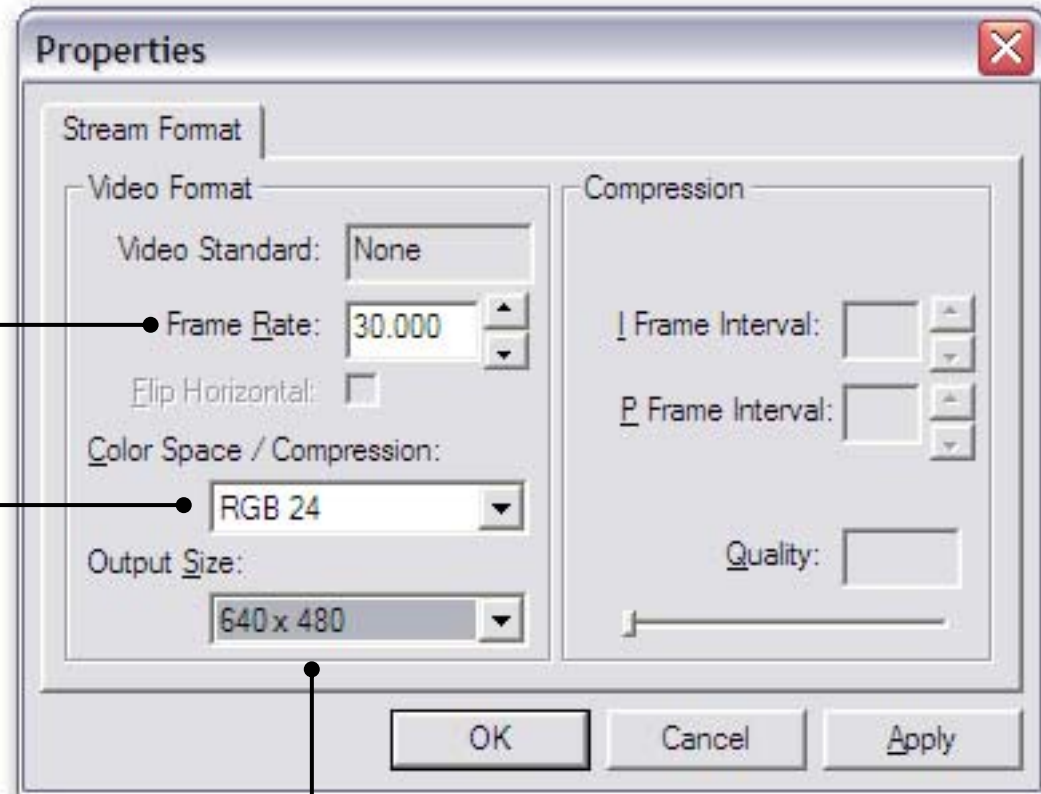 Properties
Stream Format
Video Format
Video Standard: None
Frame Rate: 30.000
Flip Horizontal:
Color Space / Compression:
RGB 24
Output Size:
640 x 480
Compression
I Frame Interval:
P Frame Interval:
Quality:
OK
Cancel
Apply